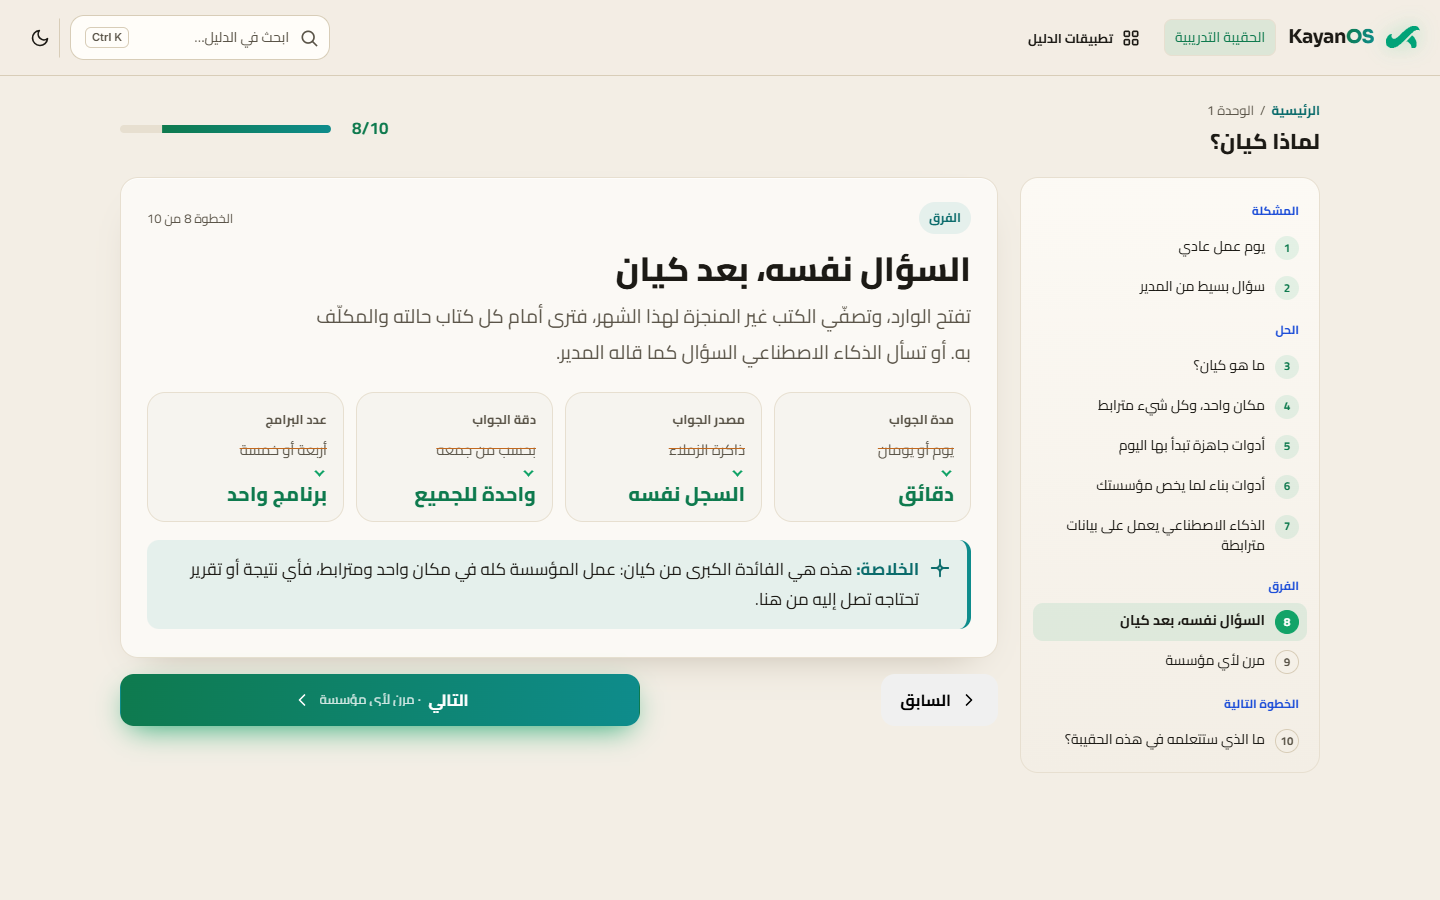 KayanOS
الحقيبة التدريبية
تطبيقات الدليل
ابحث في الدليل...
Ctrl K
الرئيسية / الوحدة 1
لماذا كيان؟
8/10
المشكلة
1 يوم عمل عادي
2 سؤال بسيط من المدير
الحل
3 ما هو كيان؟
4 مكان واحد، وكل شيء مترابط
5 أدوات جاهزة تبدأ بها اليوم
6 أدوات بناء لما يخص مؤسستك
7 الذكاء الاصطناعي يعمل على بيانات
مترابطة
الفرق
8 السؤال نفسه، بعد كيان
9 مرن لأي مؤسسة
الخطوة التالية
10 ما الذي ستتعلمه في هذه الحقيبة؟
الفرق
الخطوة 8 من 10
السؤال نفسه، بعد كيان
تفتح الوارد، وتصفّي الكتب غير المنجزة لهذا الشهر، فترى أمام كل كتاب حالته والمكلّف
به. أو تسأل الذكاء الاصطناعي السؤال كما قاله المدير.
مدة الجواب
يوم أو يومان
دقائق
مصدر الجواب
ذاكرة الزملاء
السجل نفسه
دقة الجواب
بحسب من جمعه
واحدة للجميع
عدد البرامج
أربعة أو خمسة
برنامج واحد
الخلاصة: هذه هي الفائدة الكبرى من كيان: عمل المؤسسة كله في مكان واحد ومترابط، فأي نتيجة أو تقرير
تحتاجه تصل إليه من هنا.
السابق
التالي · مرن لأي مؤسسة